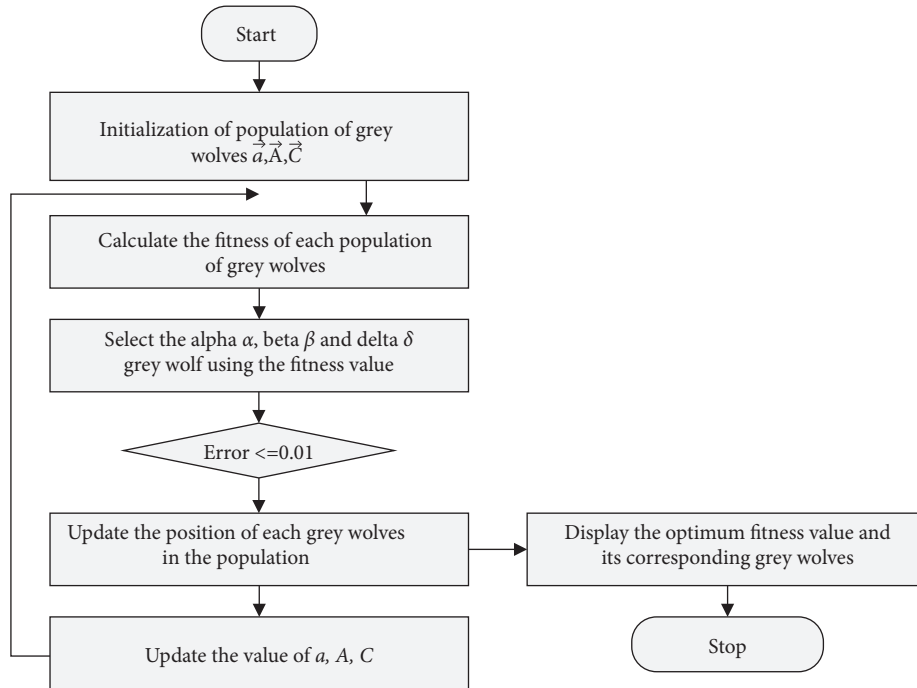 Start
Initialization of population of grey
wolves a⃗,A⃗,C⃗
Calculate the fitness of each population
of grey wolves
Select the alpha α, beta β and delta δ
grey wolf using the fitness value
Error <=0.01
Update the position of each grey wolves
in the population
Display the optimum fitness value and
its corresponding grey wolves
Update the value of a, A, C
Stop